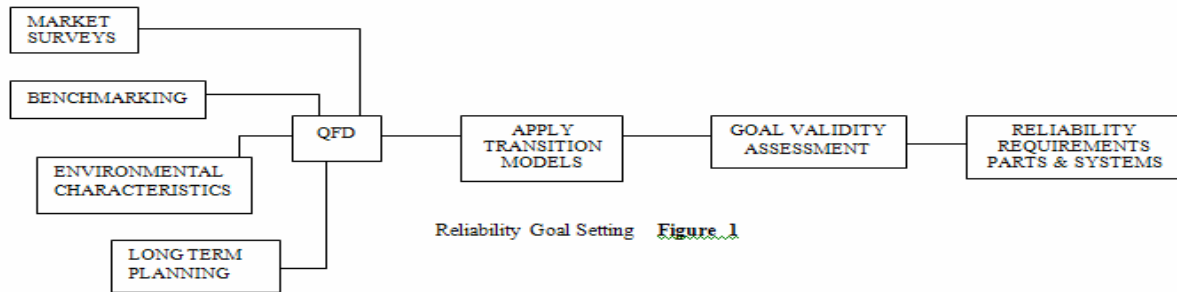 MARKET
SURVEYS
BENCHMARKING
QFD
ENVIRONMENTAL
CHARACTERISTICS
LONG TERM
PLANNING
APPLY
TRANSITION
MODELS
GOAL VALIDITY
ASSESSMENT
RELIABILITY
REQUIREMENTS
PARTS & SYSTEMS
Reliability Goal Setting Figure 1